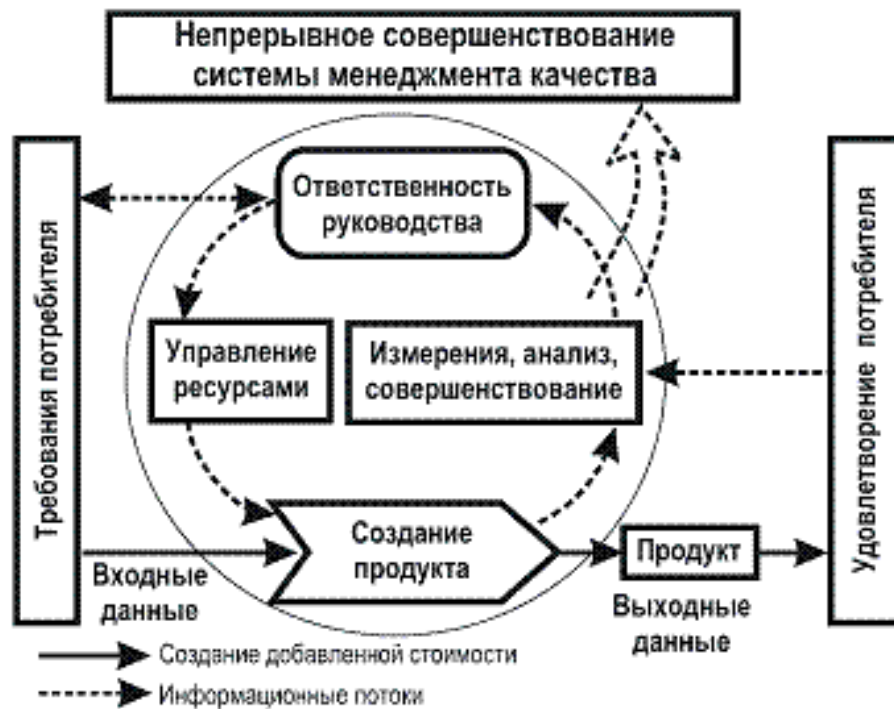 Непрерывное совершенствование
системы менеджмента качества
Требования потребителя
Ответственность
руководства
Удовлетворение потребителя
Управление
ресурсами
Измерения, анализ,
совершенствование
Создание
продукта
Продукт
Входные
данные
Выходные
данные
Создание добавленной стоимости
Информационные потоки